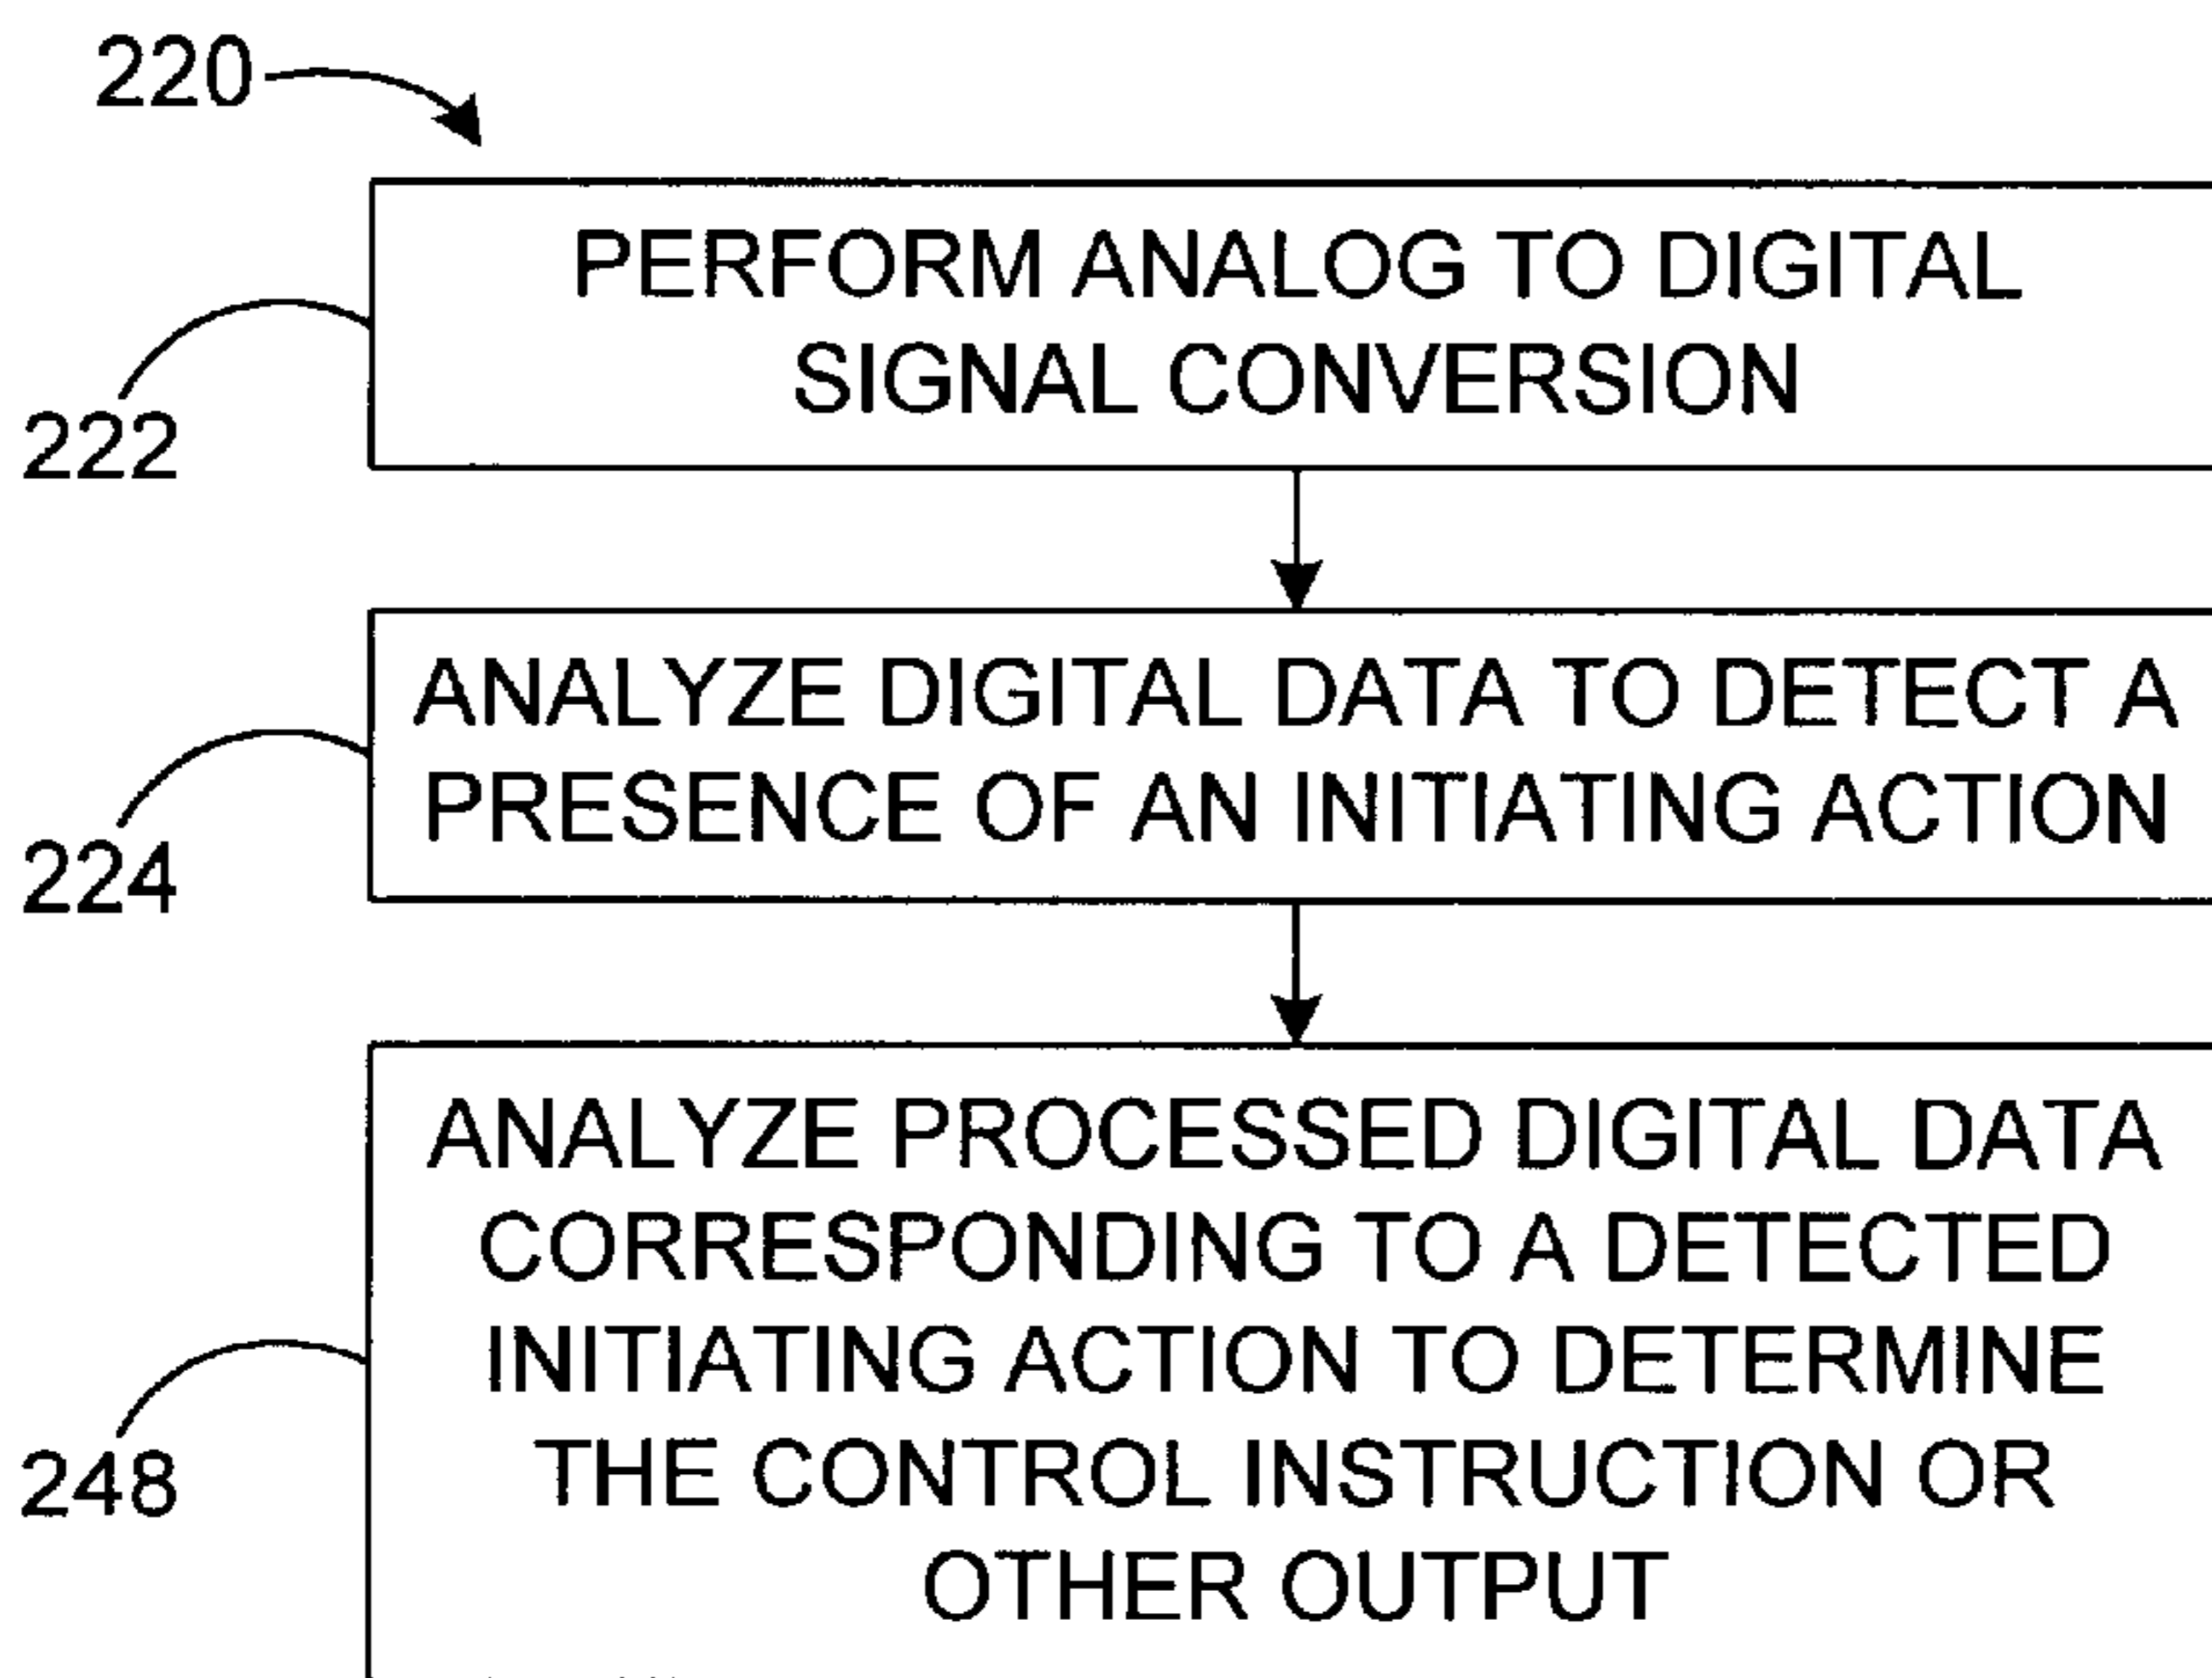 220
PERFORM ANALOG TO DIGITAL
SIGNAL CONVERSION
222
ANALYZE DIGITAL DATA TO DETECT A
PRESENCE OF AN INITIATING ACTION
224
ANALYZE PROCESSED DIGITAL DATA
CORRESPONDING TO A DETECTED
INITIATING ACTION TO DETERMINE
THE CONTROL INSTRUCTION OR
OTHER OUTPUT
248